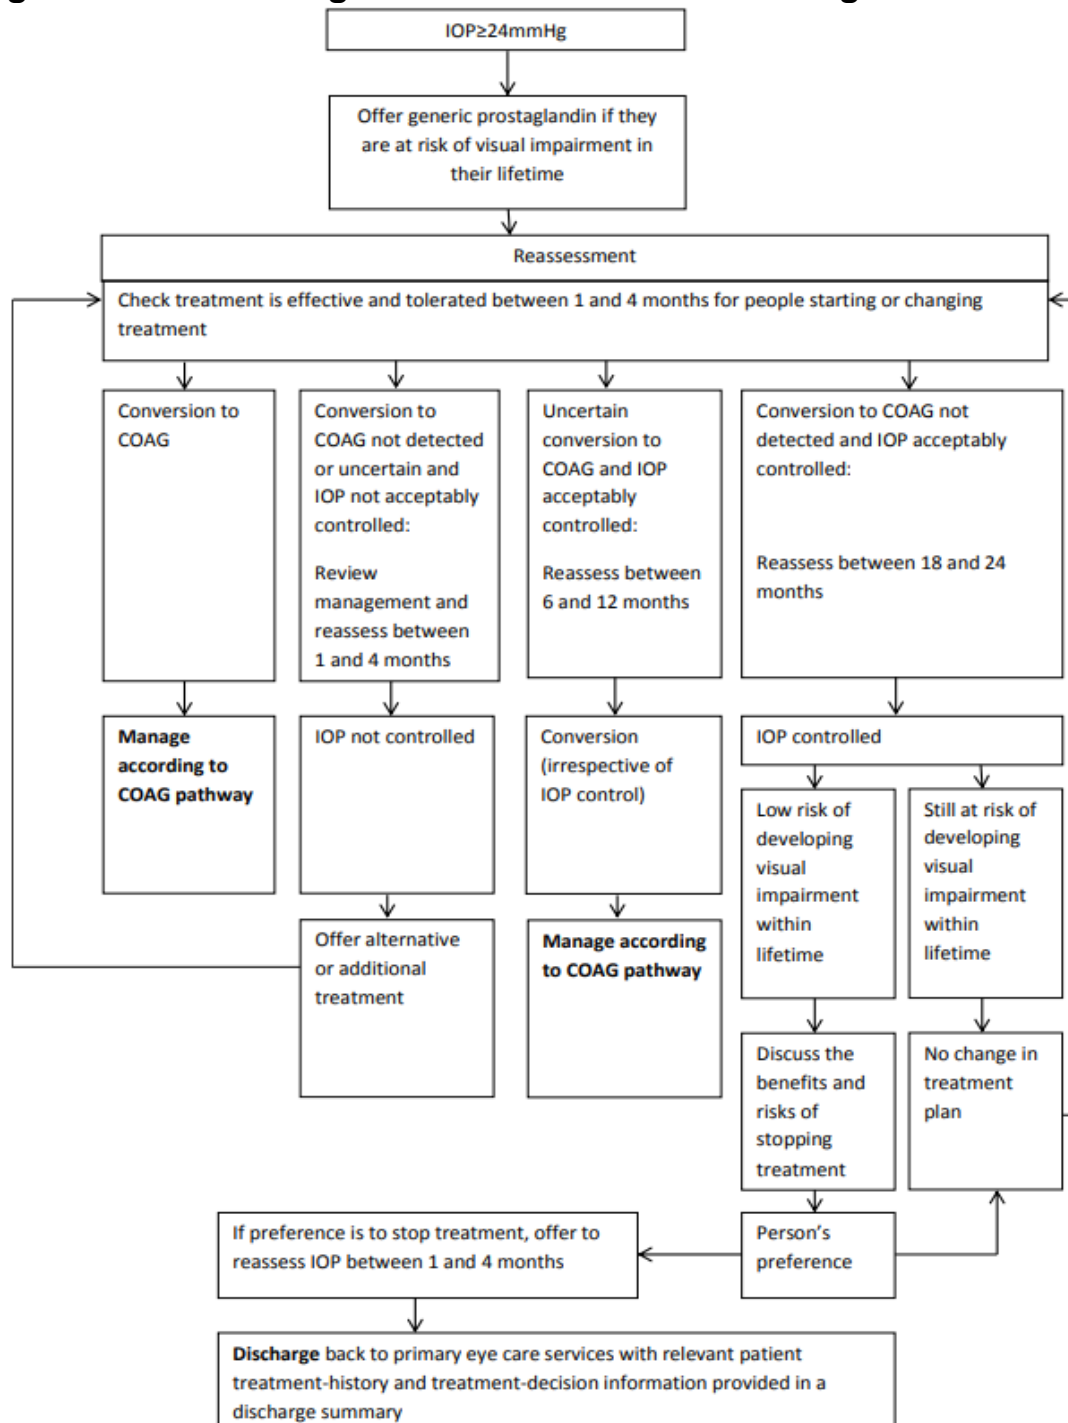 IOP≥24mmHg
Offer generic prostaglandin if they
are at risk of visual impairment in
their lifetime
Reassessment
Check treatment is effective and tolerated between 1 and 4 months for people starting or changing
treatment
Conversion to
COAG
Conversion to
COAG not detected
or uncertain and
IOP not acceptably
controlled:
Review
management and
reassess between
1 and 4 months
Uncertain
conversion to
COAG and IOP
acceptably
controlled:
Reassess between
6 and 12 months
Conversion to COAG not
detected and IOP acceptably
controlled:
Reassess between 18 and 24
months
Manage
according to
COAG pathway
IOP not controlled
Conversion
(irrespective of
IOP control)
IOP controlled
Low risk of
developing
visual
impairment
within
lifetime
Still at risk of
developing
visual
impairment
within
lifetime
Offer alternative
or additional
treatment
Manage according
to COAG pathway
Discuss the
benefits and
risks of
stopping
treatment
No change in
treatment
plan
If preference is to stop treatment, offer to
reassess IOP between 1 and 4 months
Person's
preference
Discharge back to primary eye care services with relevant patient
treatment-history and treatment-decision information provided in a
discharge summary